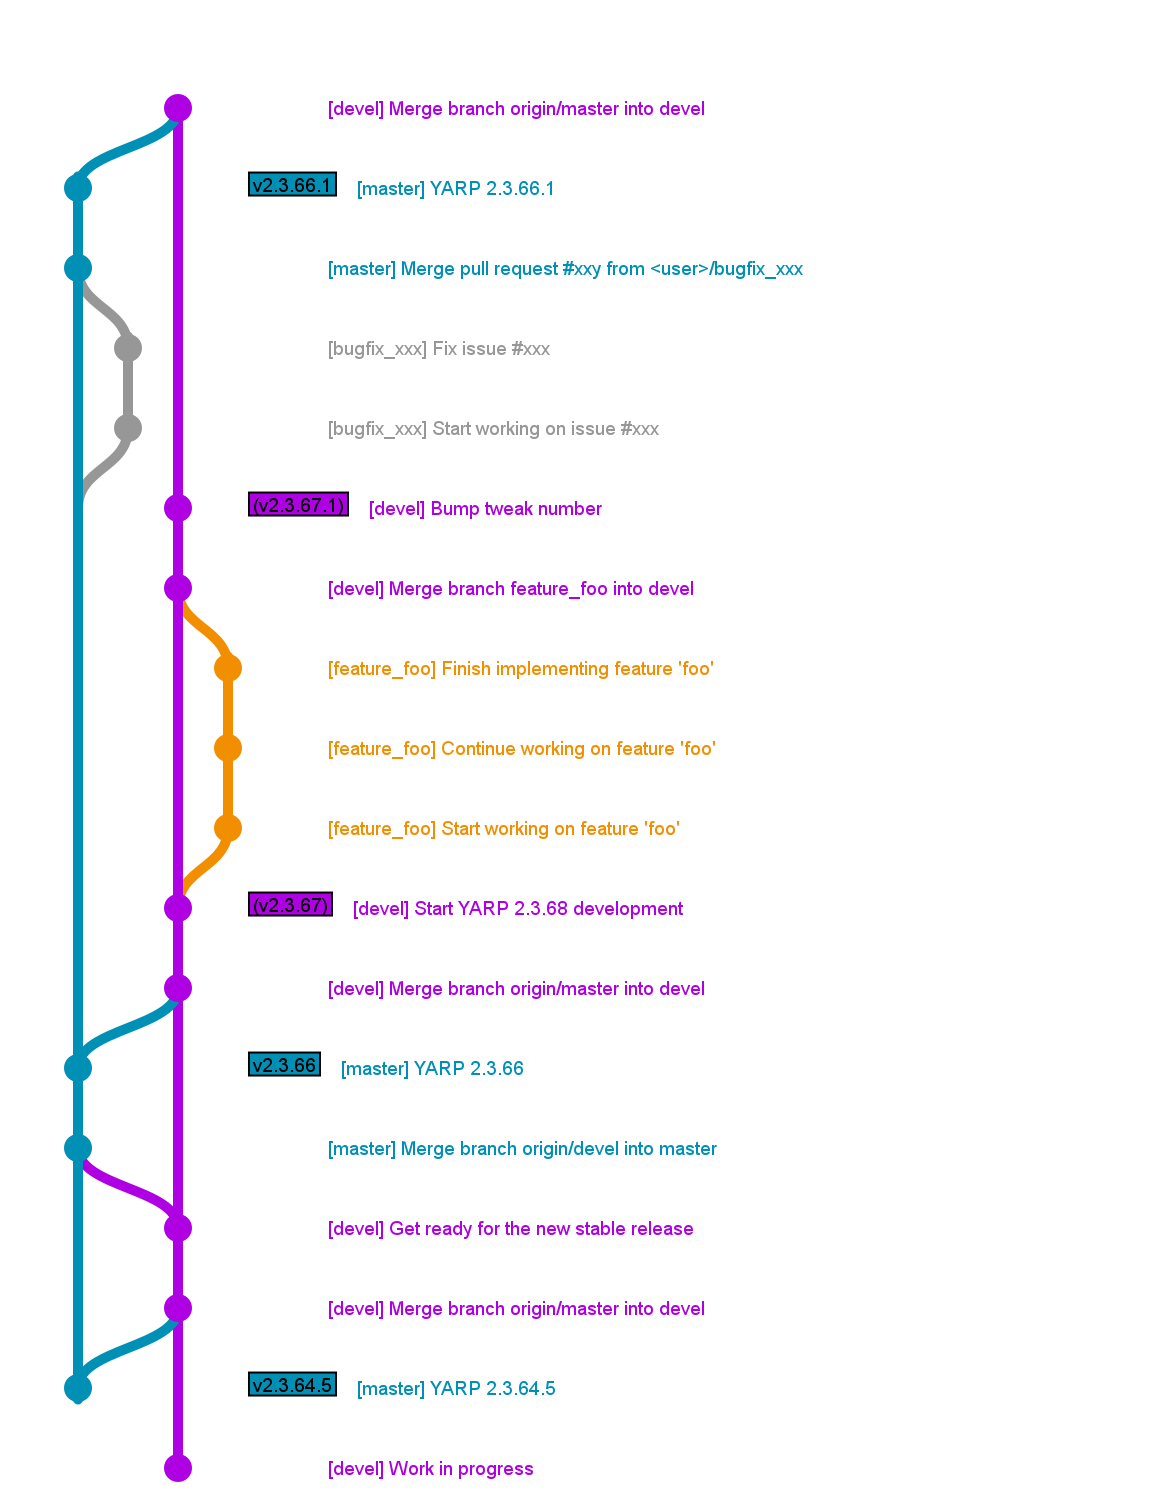 [devel] Merge branch origin/master into devel
v2.3.66.1 [master] YARP 2.3.66.1
[master] Merge pull request #xxy from <user>/bugfix_xxx
[bugfix_xxx] Fix issue #xxx
[bugfix_xxx] Start working on issue #xxx
(v2.3.67.1) [devel] Bump tweak number
[devel] Merge branch feature_foo into devel
[feature_foo] Finish implementing feature 'foo'
[feature_foo] Continue working on feature 'foo'
[feature_foo] Start working on feature 'foo'
(v2.3.67) [devel] Start YARP 2.3.68 development
[devel] Merge branch origin/master into devel
v2.3.66 [master] YARP 2.3.66
[master] Merge branch origin/devel into master
[devel] Get ready for the new stable release
[devel] Merge branch origin/master into devel
v2.3.64.5 [master] YARP 2.3.64.5
[devel] Work in progress